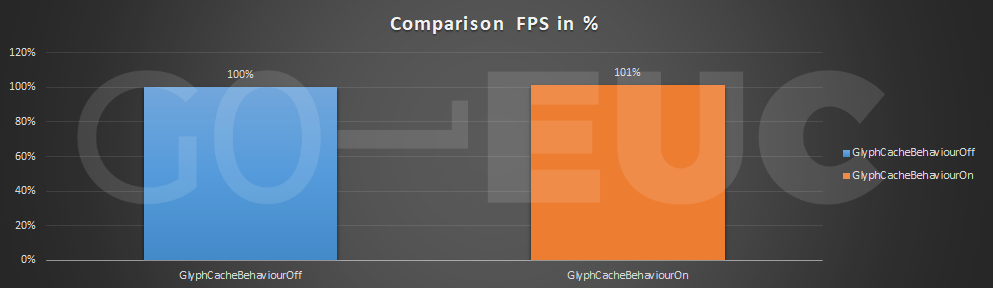 Comparison FPS in %
120%
100%
80%
60%
40%
20%
0%
100%
101%
GO-EUC
GlyphCacheBehaviourOff
GlyphCacheBehaviourOn
GlyphCacheBehaviourOff
GlyphCacheBehaviourOn